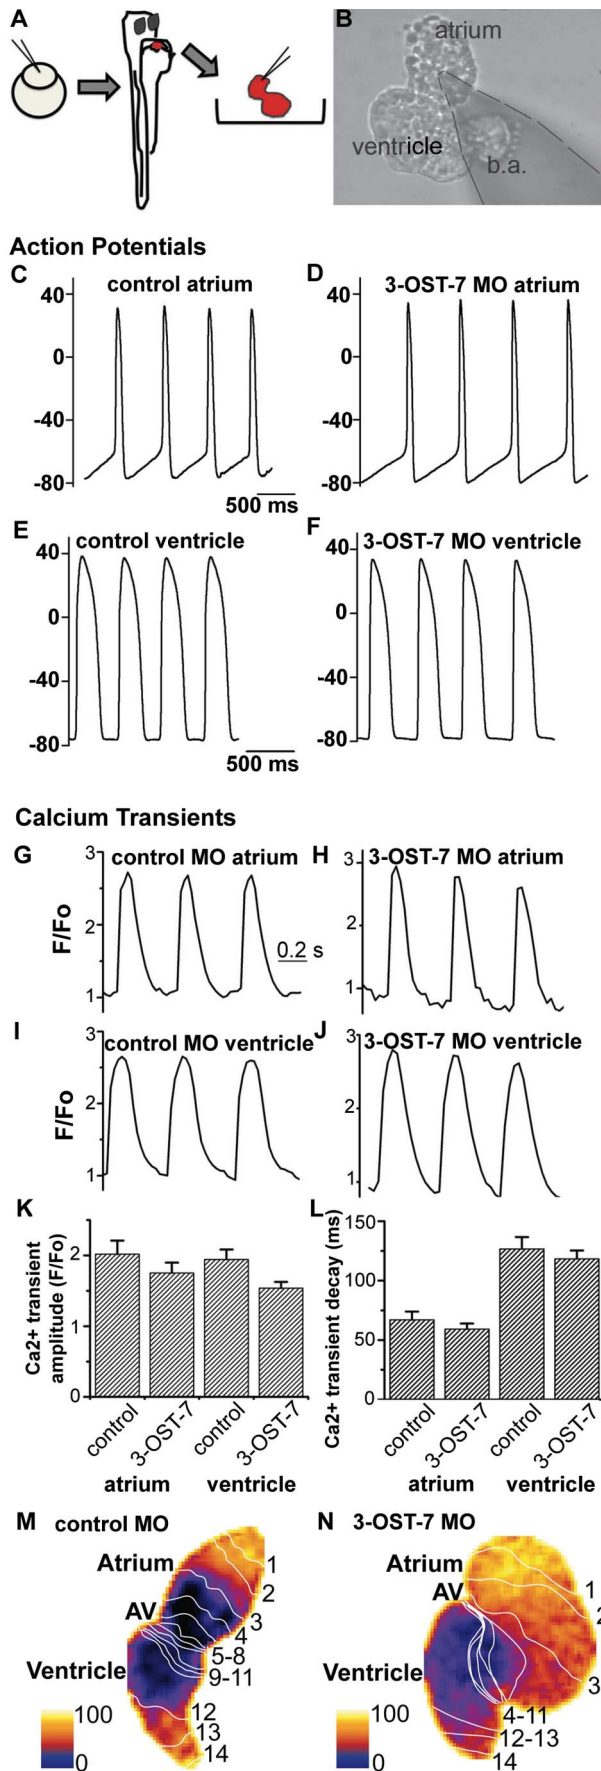 A
B
atrium
ventricle
b.a.
Action Potentials
C
control atrium
D
3-OST-7 MO atrium
40
0
-40
-80
500 ms
40
0
-40
-80
E
control ventricle
F
3-OST-7 MO ventricle
40
0
-40
-80
500 ms
40
0
-40
-80
Calcium Transients
G
control MO atrium
H
3-OST-7 MO atrium
F/Fo
3
2
1
0.2 s
3
2
1
I
control MO ventricle
J
3-OST-7 MO ventricle
F/Fo
3
2
1
3
2
1
K
Ca2+ transient
amplitude (F/Fo)
2
1
0
control
3-OST-7
control
3-OST-7
atrium
ventricle
L
Ca2+ transient decay (ms)
150
100
50
0
control
3-OST-7
control
3-OST-7
atrium
ventricle
M
control MO
Atrium
AV
Ventricle
1
2
3
4
5-8
9-11
12
13
14
100
0
N
3-OST-7 MO
Atrium
AV
Ventricle
1
2
3
4-11
12-13
14
100
0